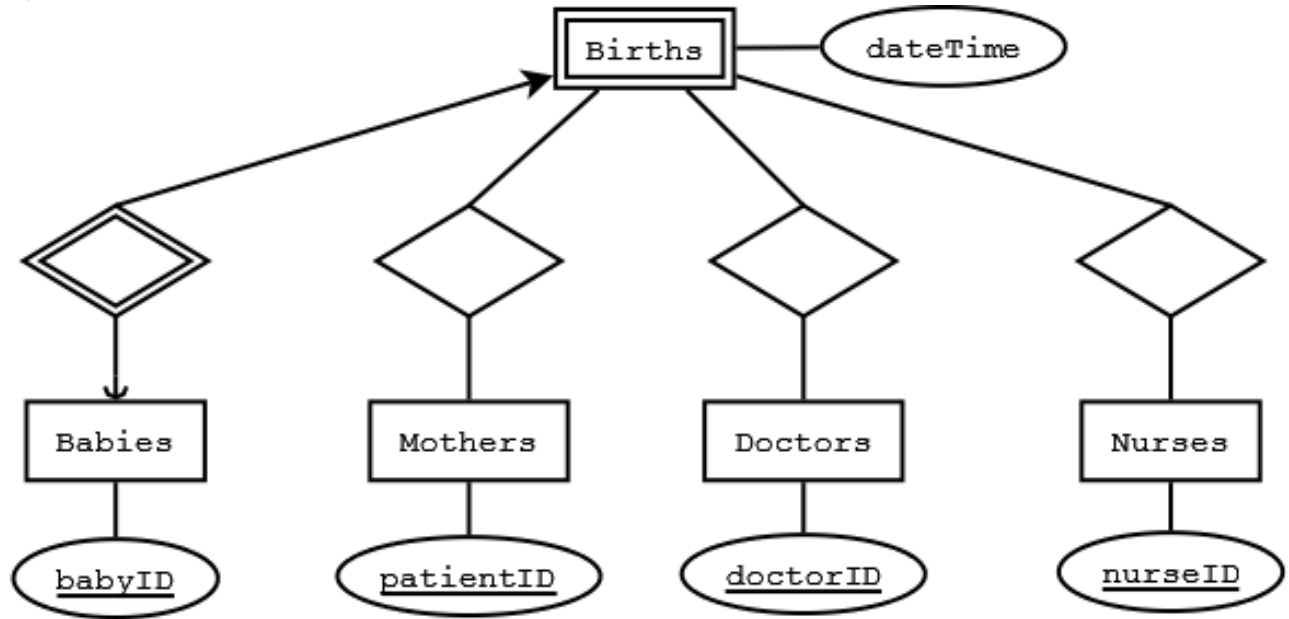 Births
dateTime
Babies
Mothers
Doctors
Nurses
babyID
patientID
doctorID
nurseID